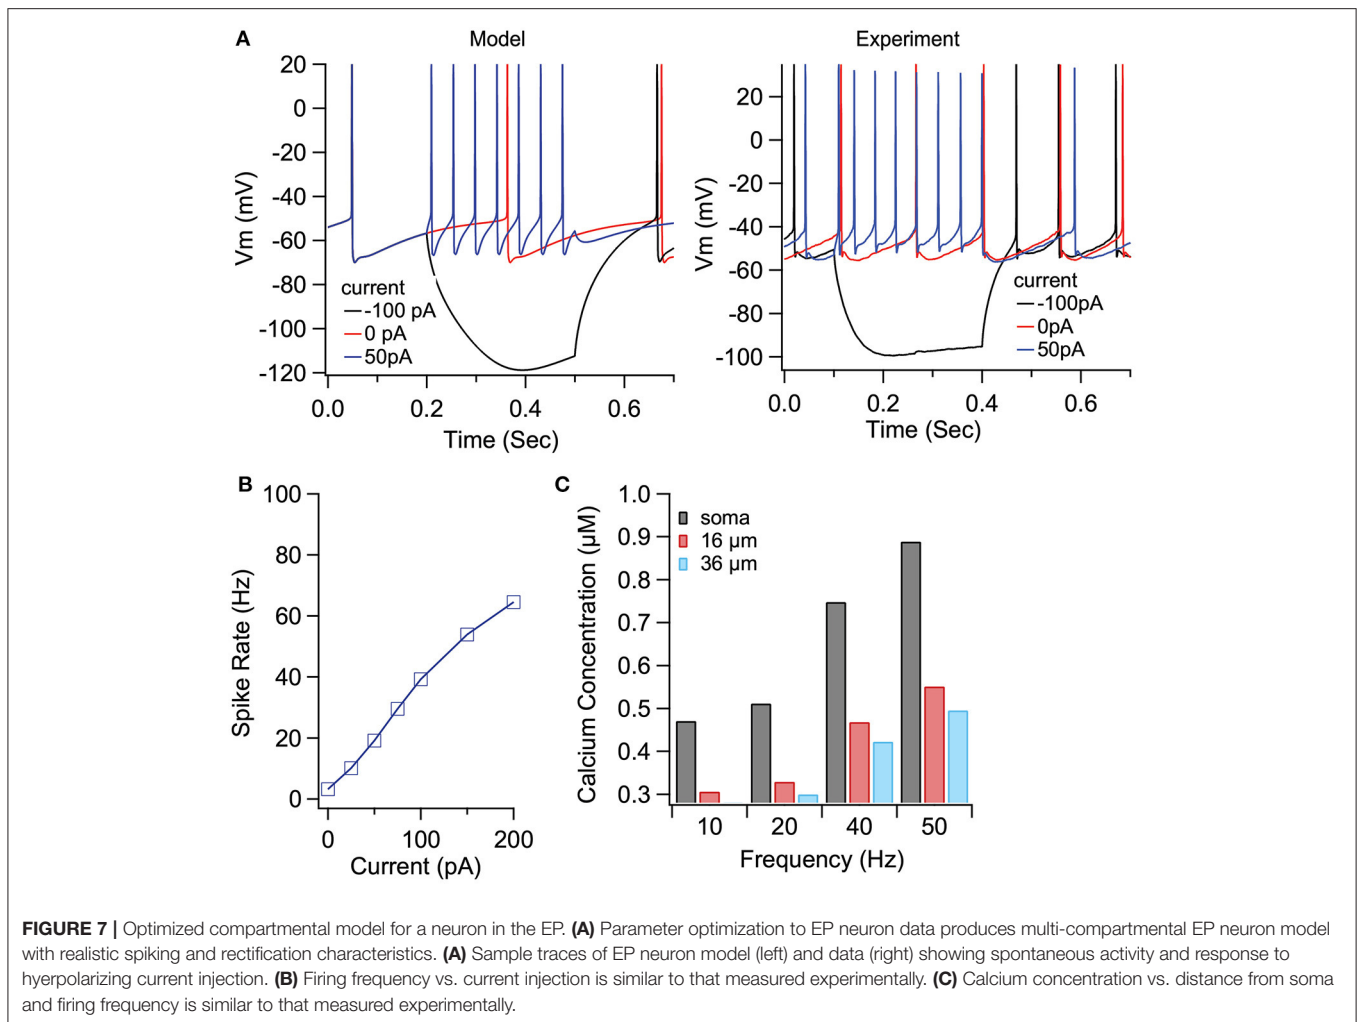 A
Model
Experiment
20
0
-20
-40
-60
-80
-100
-120
Vm (mV)
current
-100 pA
0 pA
50pA
0.0
0.2
0.4
0.6
Time (Sec)
20
0
-20
-40
-60
-80
-100
Vm (mV)
current
-100pA
0pA
50pA
0.0
0.2
0.4
0.6
Time (Sec)
B
100
80
60
40
20
0
Spike Rate (Hz)
0
100
200
Current (pA)
C
1.0
0.9
0.8
0.7
0.6
0.5
0.4
0.3
Calcium Concentration (µM)
soma
16 µm
36 µm
10
20
40
50
Frequency (Hz)
FIGURE 7 | Optimized compartmental model for a neuron in the EP. (A) Parameter optimization to EP neuron data produces multi-compartmental EP neuron model
with realistic spiking and rectification characteristics. (A) Sample traces of EP neuron model (left) and data (right) showing spontaneous activity and response to
hyerpolarizing current injection. (B) Firing frequency vs. current injection is similar to that measured experimentally. (C) Calcium concentration vs. distance from soma
and firing frequency is similar to that measured experimentally.